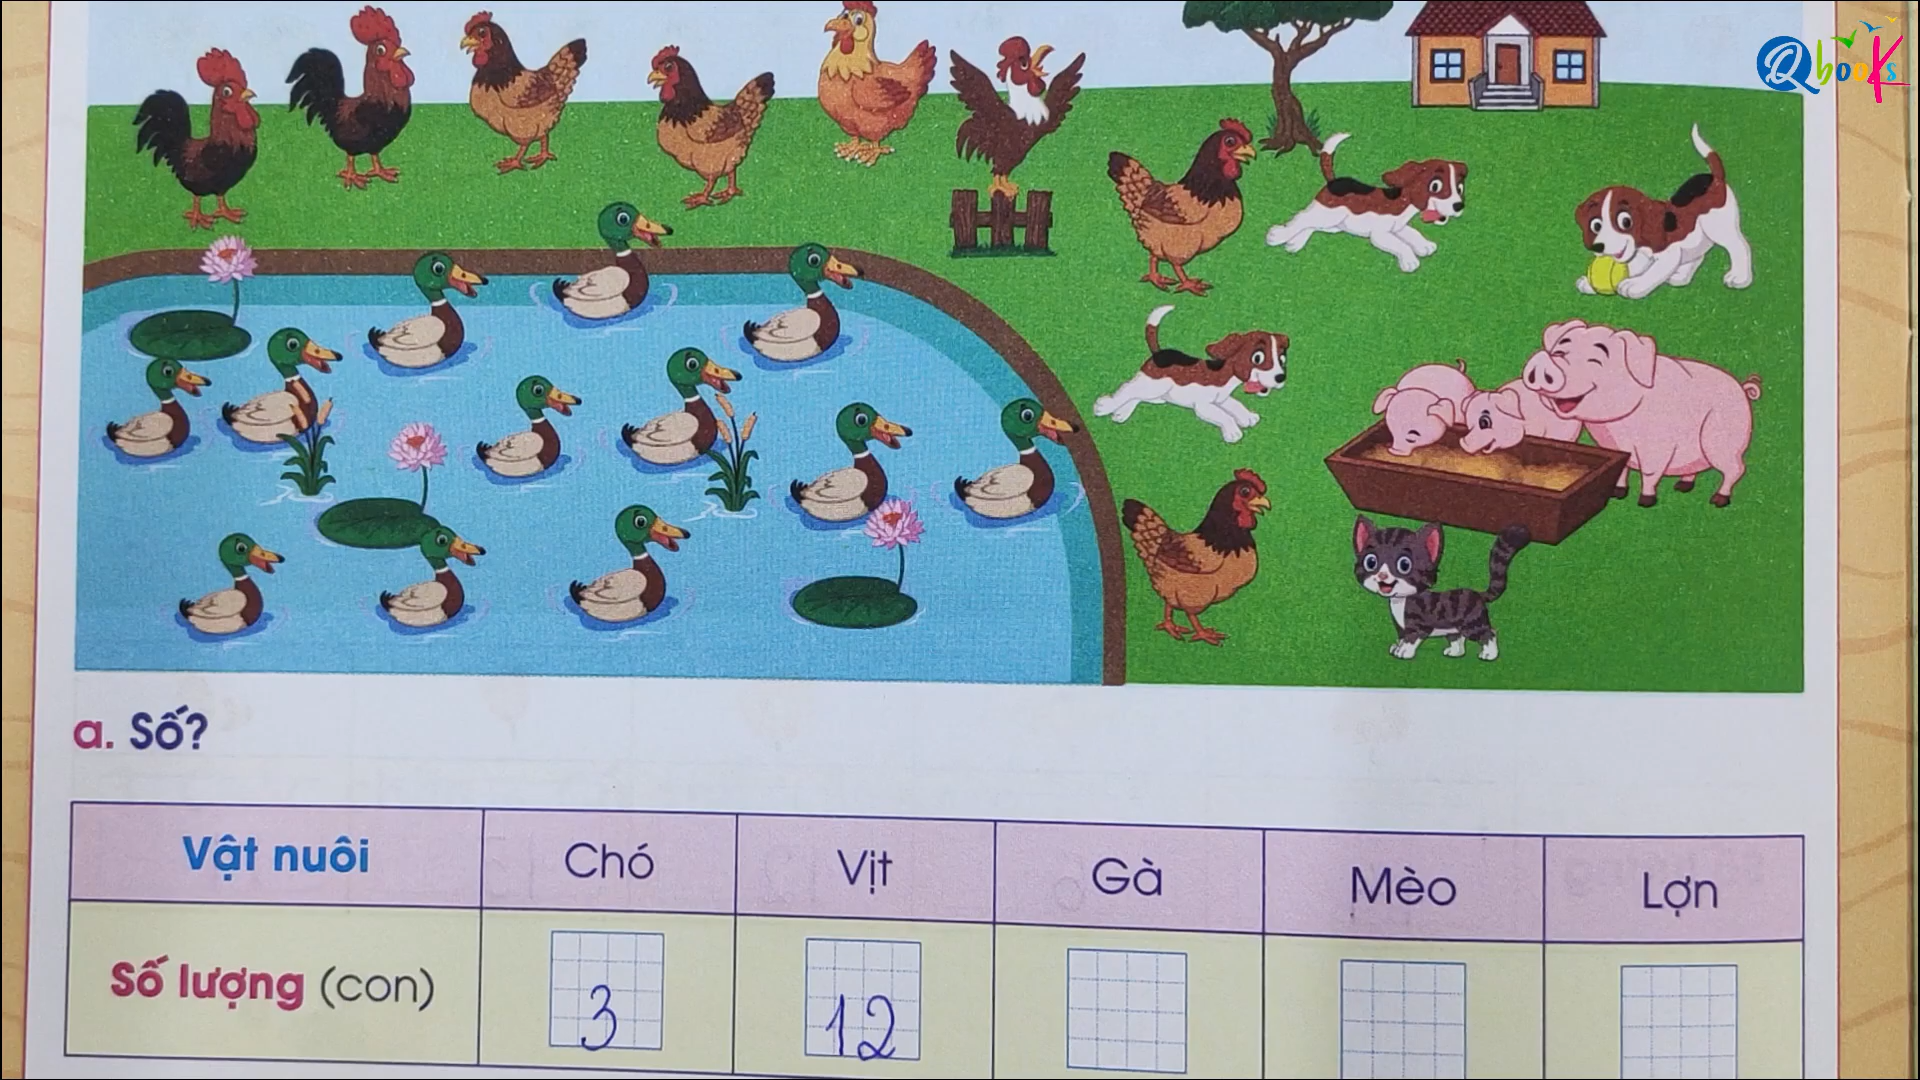 Qbooks
a. Số?
Vật nuôi Chó Vịt Gà Mèo Lợn
Số lượng (con) 3 12